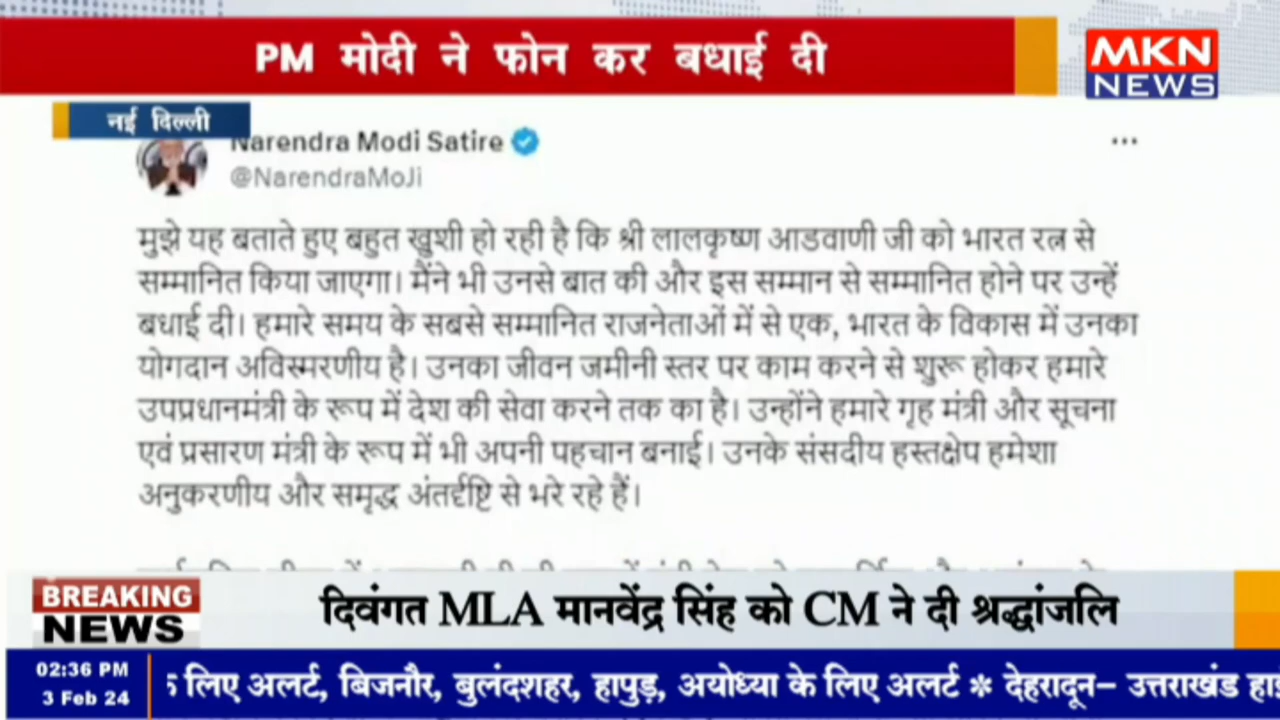 PM मोदी ने फोन कर बधाई दी
MKN
NEWS
नई दिल्ली
Narendra Modi Satire
@NarendraMoJi
मुझे यह बताते हुए बहुत खुशी हो रही है कि श्री लालकृष्ण आडवाणी जी को भारत रत्न से
सम्मानित किया जाएगा। मैंने भी उनसे बात की और इस सम्मान से सम्मानित होने पर उन्हें
बधाई दी। हमारे समय के सबसे सम्मानित राजनेताओं में से एक, भारत के विकास में उनका
योगदान अविस्मरणीय है। उनका जीवन जमीनी स्तर पर काम करने से शुरू होकर हमारे
उपप्रधानमंत्री के रूप में देश की सेवा करने तक का है। उन्होंने हमारे गृह मंत्री और सूचना
एवं प्रसारण मंत्री के रूप में भी अपनी पहचान बनाई। उनके संसदीय हस्तक्षेप हमेशा
अनुकरणीय और समृद्ध अंतर्दृष्टि से भरे रहे हैं।
BREAKING
NEWS
दिवंगत MLA मानवेंद्र सिंह को CM ने दी श्रद्धांजलि
02:36 PM
3 Feb 24
लिए अलर्ट, बिजनौर, बुलंदशहर, हापुड़, अयोध्या के लिए अलर्ट * देहरादून– उत्तराखंड